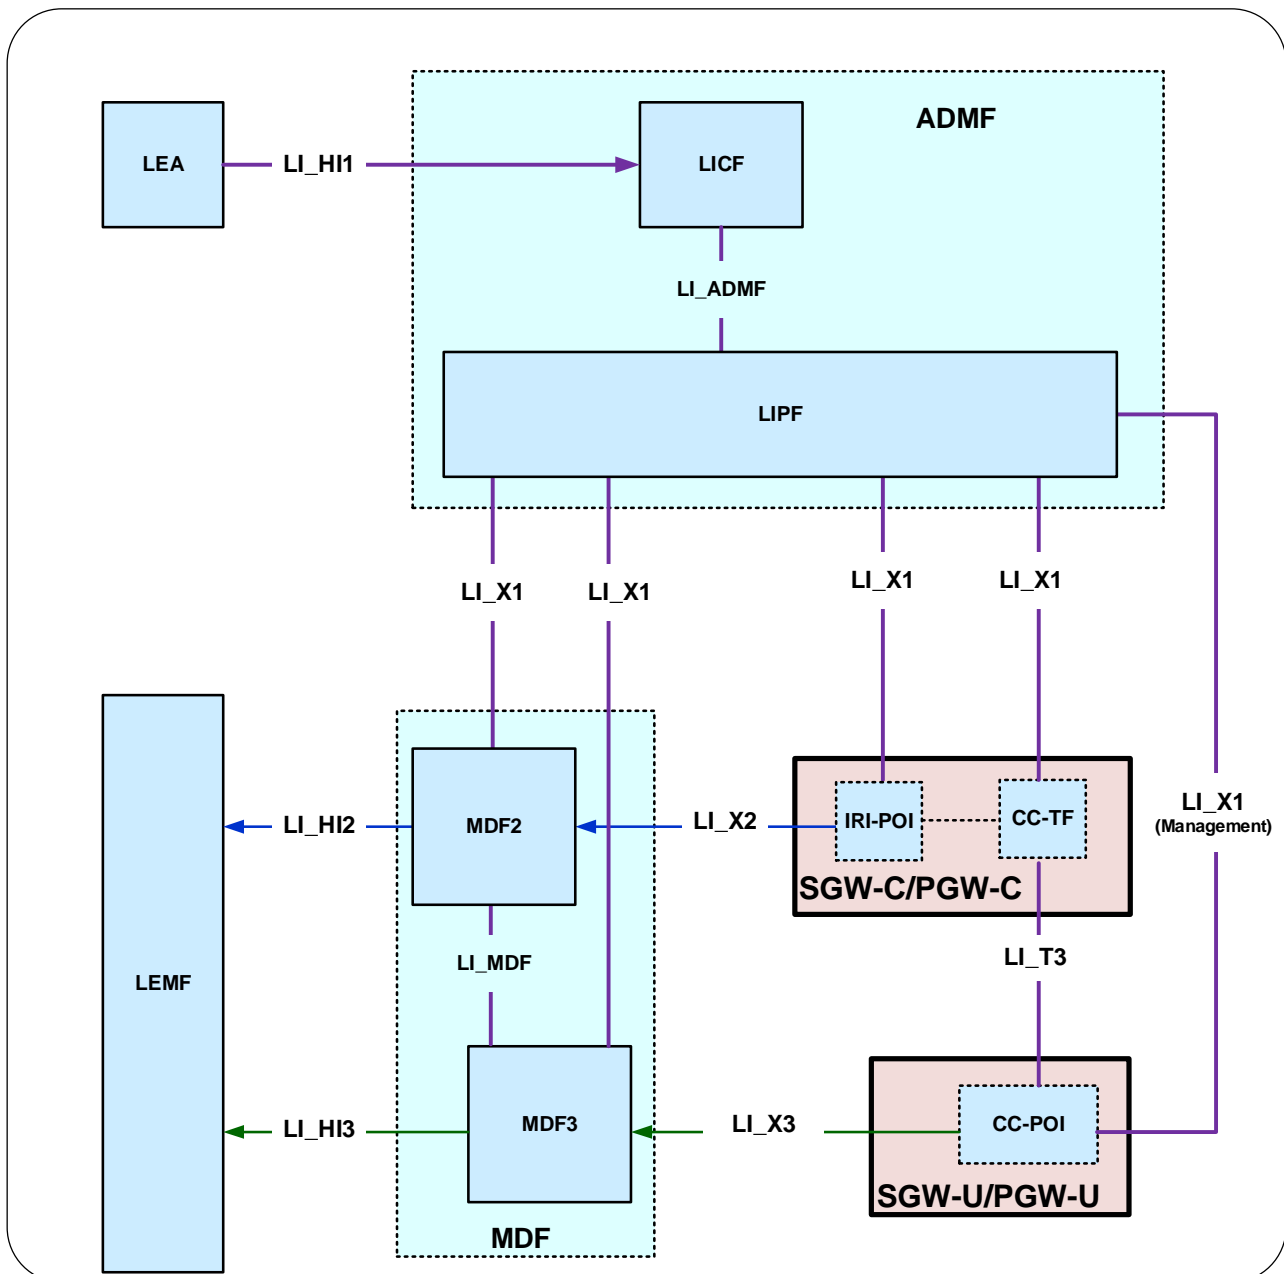 ADMF
LEA
LI_HI1
LICF
LI_ADMF
LIPF
LI_X1
LI_X1
LI_X1
LI_X1
LI_X1
(Management)
LI_HI2
MDF2
LI_X2
IRI-POI
CC-TF
SGW-C/PGW-C
LEMF
LI_MDF
LI_T3
LI_HI3
MDF3
LI_X3
CC-POI
SGW-U/PGW-U
MDF